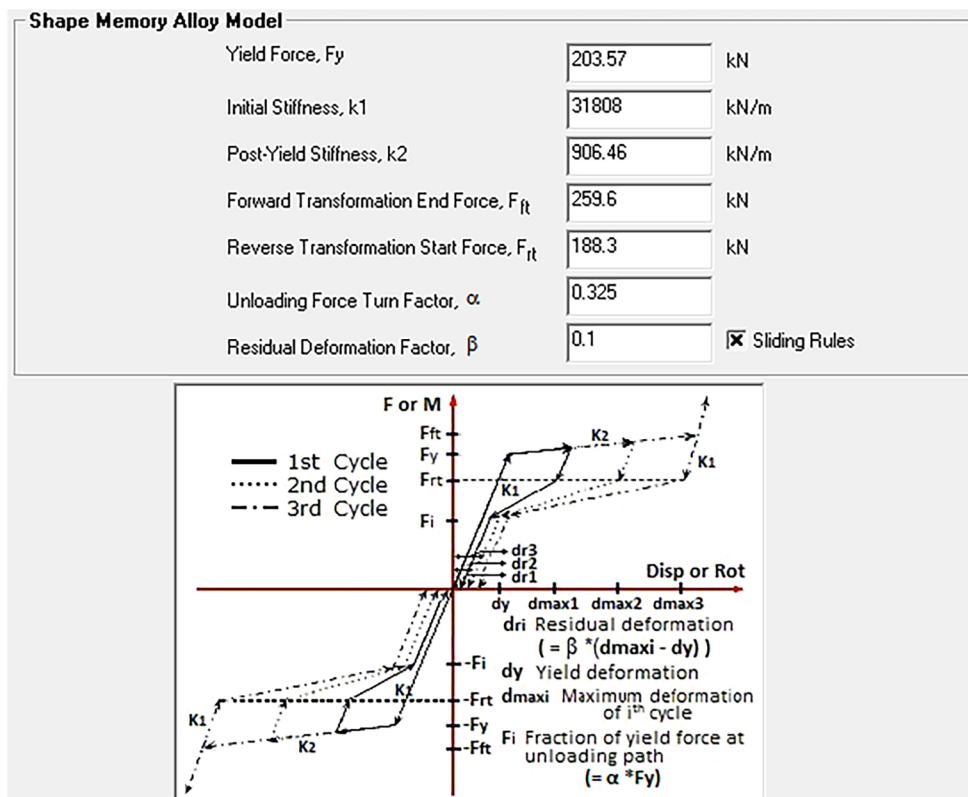 Shape Memory Alloy Model
Yield Force, Fy 203.57 kN
Initial Stiffness, k1 31808 kN/m
Post-Yield Stiffness, k2 906.46 kN/m
Forward Transformation End Force, Fft 259.6 kN
Reverse Transformation Start Force, Frt 188.3 kN
Unloading Force Turn Factor, α 0.325
Residual Deformation Factor, β 0.1 Sliding Rules
F or M
Fft
Fy
Frt
Fi
K2
K1
K1
1st Cycle
2nd Cycle
3rd Cycle
dr3
dr2
dr1
Disp or Rot
dy dmax1 dmax2 dmax3
dri Residual deformation
( = β *(dmaxi - dy) )
dy Yield deformation
dmaxi Maximum deformation
of ith cycle
Fi Fraction of yield force at
unloading path
(= α *Fy)
-Fi
-Frt
-Fy
-Fft
K1
K1
K2